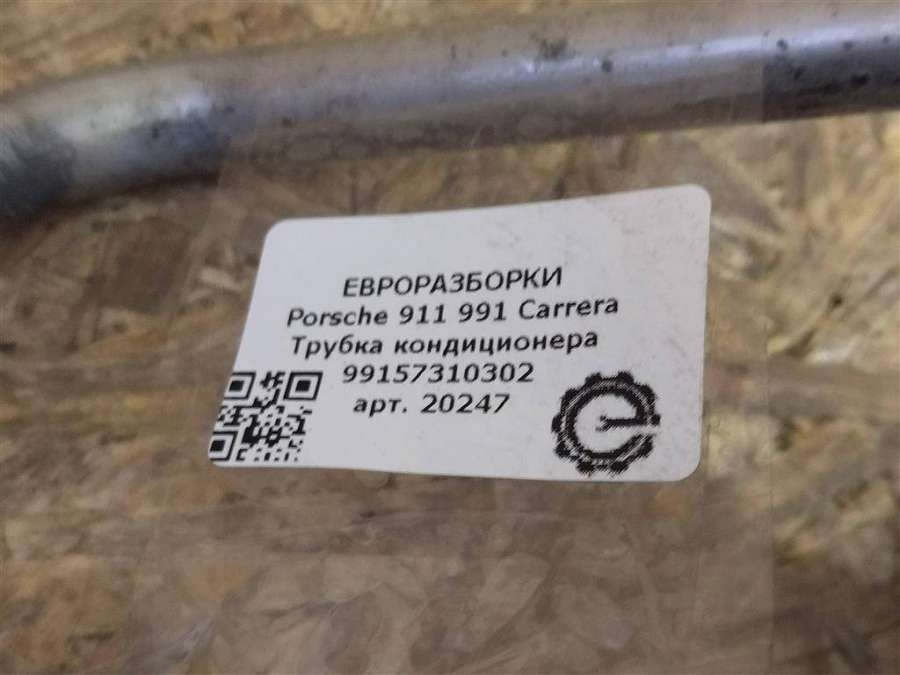 ЕВРОРАЗБОРКИ
Porsche 911 991 Carrera
Трубка кондиционера
99157310302
арт. 20247